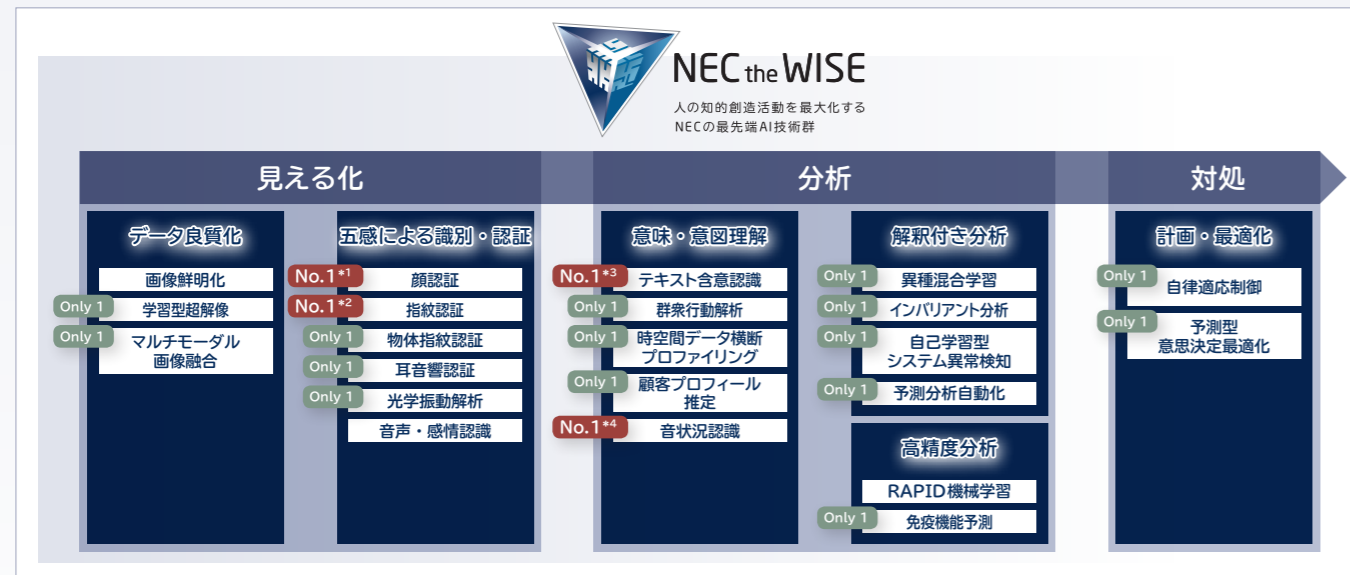 NEC the WISE
人の知的創造活動を最大化する
NECの最先端AI技術群
見える化
データ良質化
画像鮮明化
Only 1 学習型超解像
Only 1 マルチモーダル
画像融合
五感による識別・認証
No.1*1 顔認証
No.1*2 指紋認証
Only 1 物体指紋認証
Only 1 耳音響認証
Only 1 光学振動解析
音声・感情認識
分析
意味・意図理解
No.1*3 テキスト含意認識
Only 1 群衆行動解析
Only 1 時空間データ横断
プロファイリング
Only 1 顧客プロフィール
推定
No.1*4 音状況認識
解釈付き分析
Only 1 異種混合学習
Only 1 インバリアント分析
Only 1 自己学習型
システム異常検知
Only 1 予測分析自動化
高精度分析
RAPID機械学習
Only 1 免疫機能予測
対処
計画・最適化
Only 1 自律適応制御
Only 1 予測型
意思決定最適化